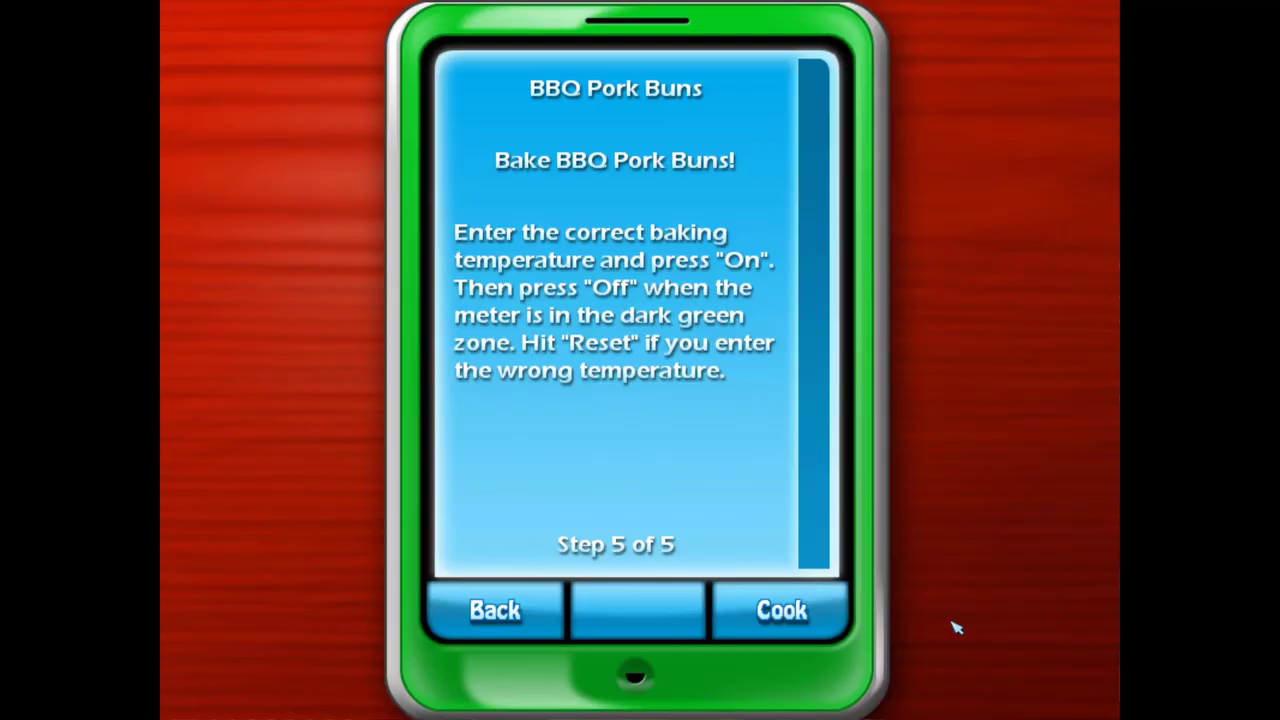 BBQ Pork Buns
Bake BBQ Pork Buns!
Enter the correct baking
temperature and press "On".
Then press "Off" when the
meter is in the dark green
zone. Hit "Reset" if you enter
the wrong temperature.
Step 5 of 5
Back
Cook